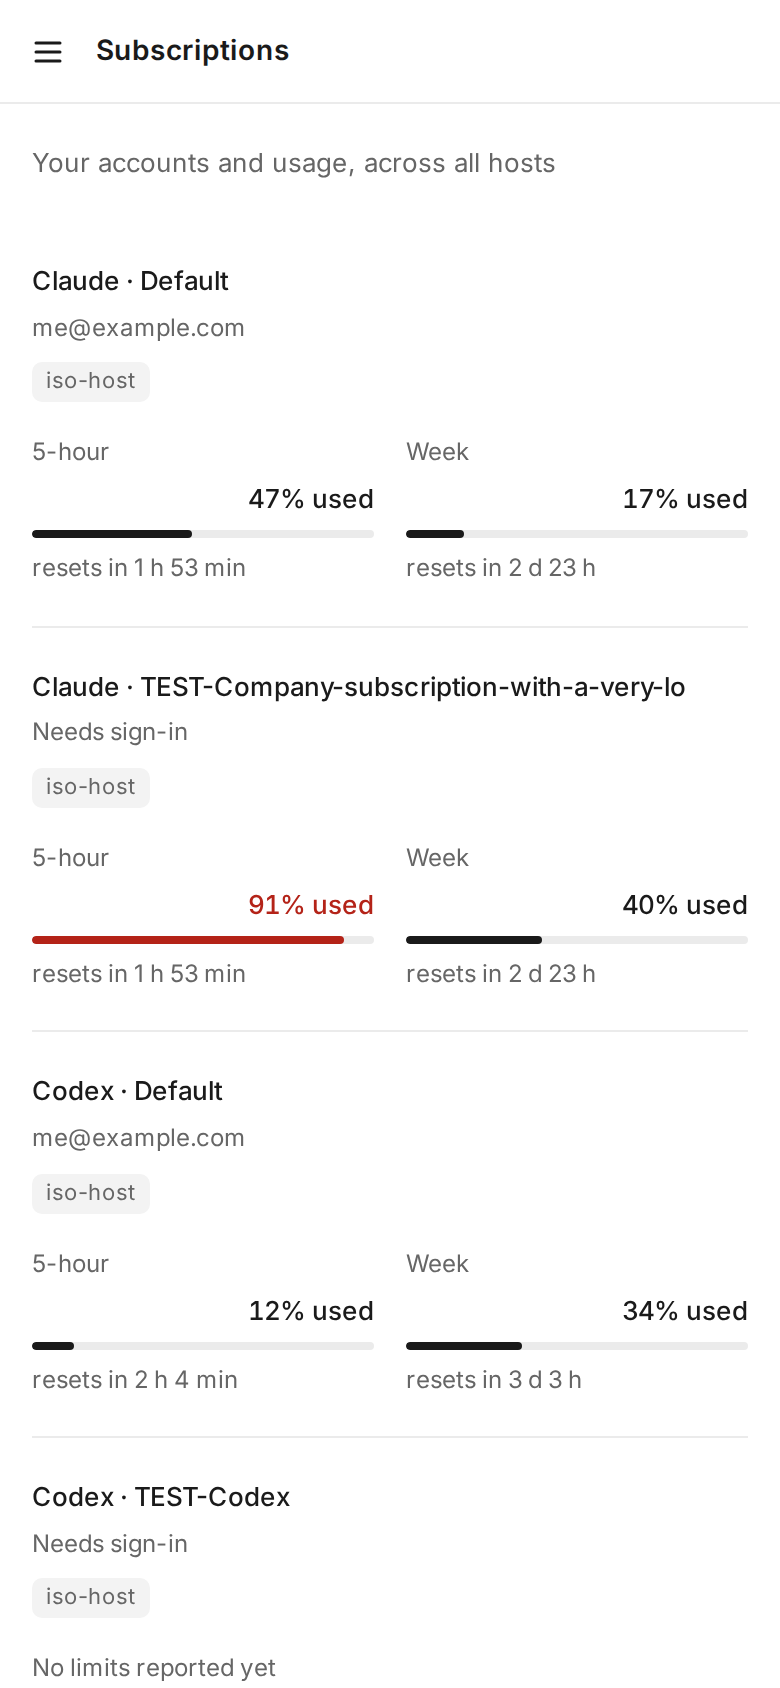 Subscriptions
Your accounts and usage, across all hosts
Claude · Default
me@example.com
iso-host
5-hour
Week
47% used
17% used
resets in 1 h 53 min
resets in 2 d 23 h
Claude · TEST-Company-subscription-with-a-very-lo
Needs sign-in
iso-host
5-hour
Week
91% used
40% used
resets in 1 h 53 min
resets in 2 d 23 h
Codex · Default
me@example.com
iso-host
5-hour
Week
12% used
34% used
resets in 2 h 4 min
resets in 3 d 3 h
Codex · TEST-Codex
Needs sign-in
iso-host
No limits reported yet